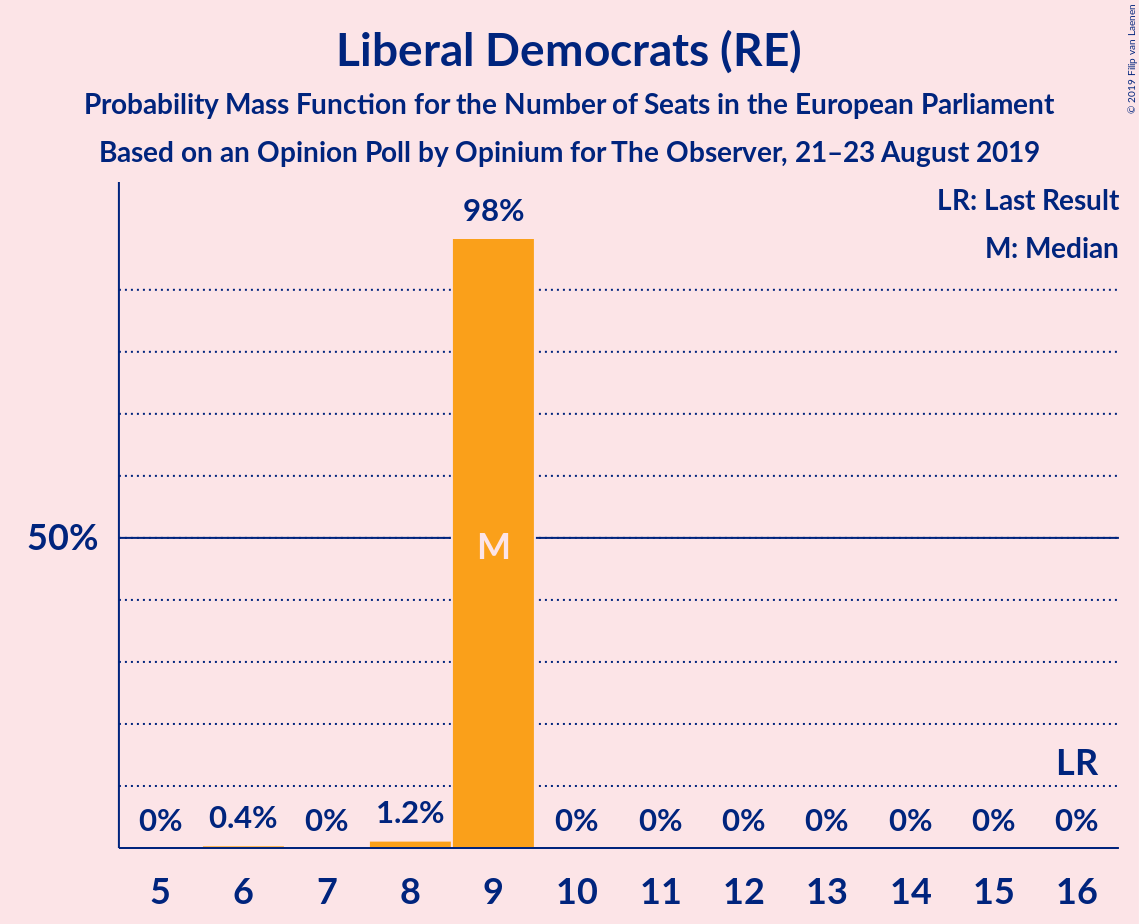 Liberal Democrats (RE)
Probability Mass Function for the Number of Seats in the European Parliament
Based on an Opinion Poll by Opinium for The Observer, 21–23 August 2019
© 2019 Filip van Laenen
LR: Last Result
M: Median
98%
50%
M
LR
0% 0.4% 0% 1.2% 0% 0% 0% 0% 0% 0% 0%
5 6 7 8 9 10 11 12 13 14 15 16